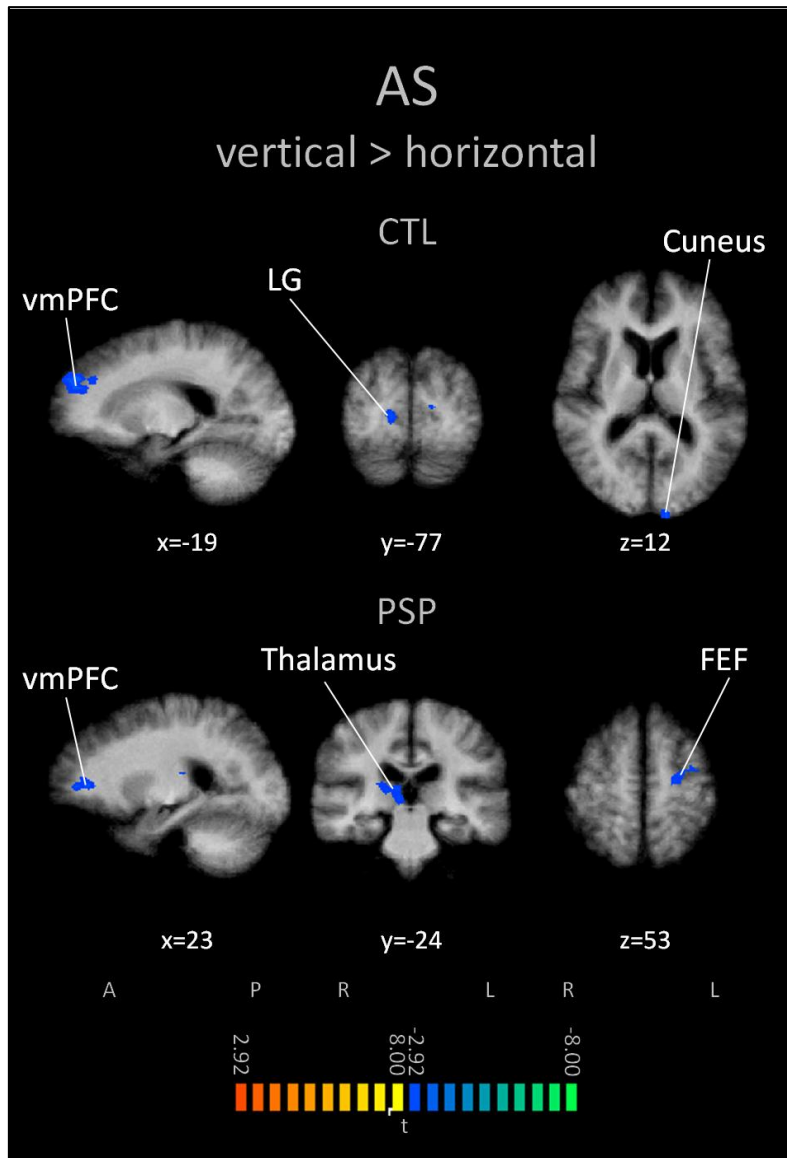 AS
vertical > horizontal
CTL
vmPFC
LG
Cuneus
x=-19
y=-77
z=12
PSP
vmPFC
Thalamus
FEF
x=23
y=-24
z=53
A P R L R L
2.92 8.00 -2.92 -8.00
t